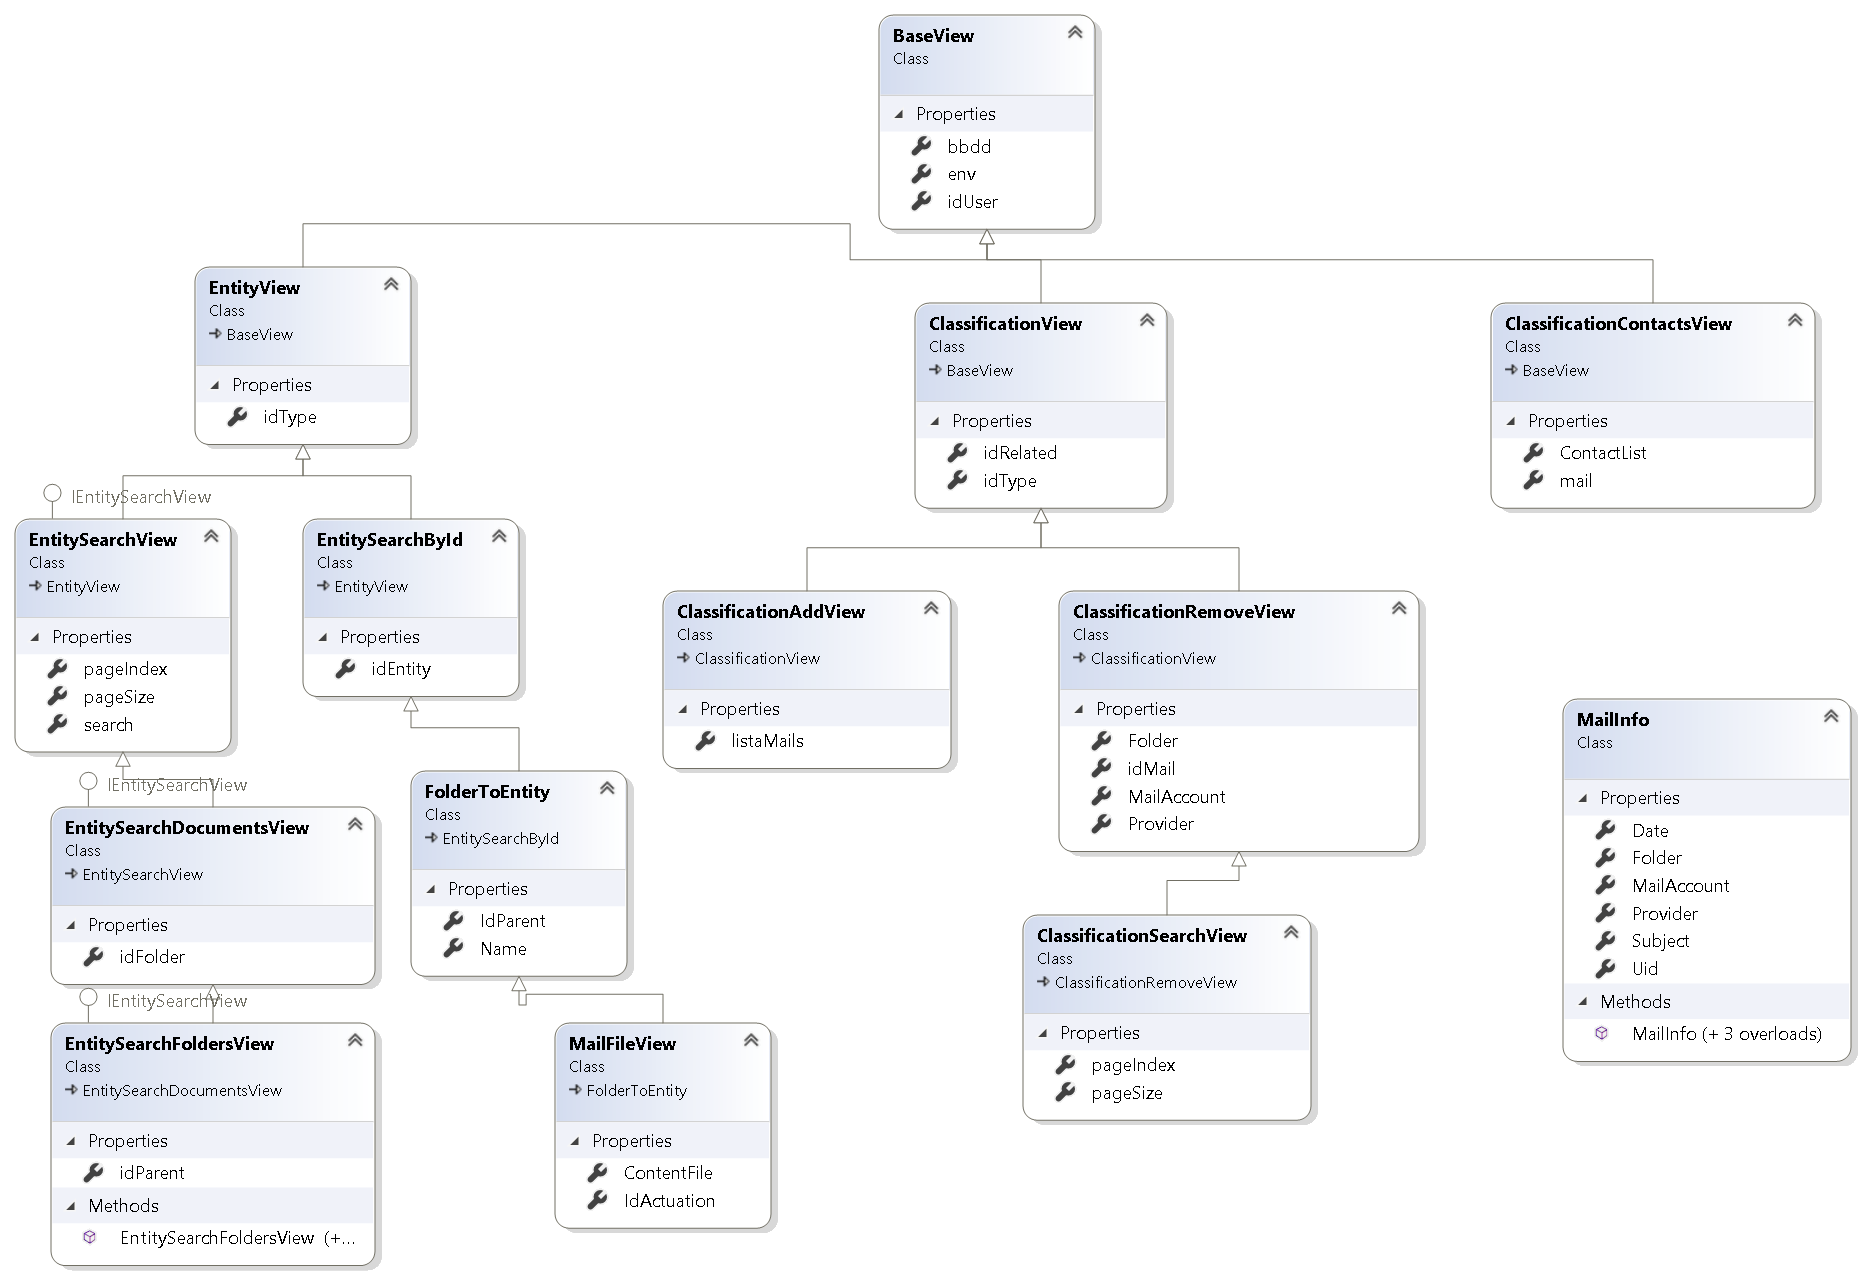 BaseView
Class
Properties
bbdd
env
idUser
EntityView
Class
BaseView
Properties
idType
ClassificationView
Class
BaseView
Properties
idRelated
idType
ClassificationContactsView
Class
BaseView
Properties
ContactList
mail
IEntitySearchView
EntitySearchView
Class
EntityView
Properties
pageIndex
pageSize
search
EntitySearchById
Class
EntityView
Properties
idEntity
ClassificationAddView
Class
ClassificationView
Properties
listaMails
ClassificationRemoveView
Class
ClassificationView
Properties
Folder
idMail
MailAccount
Provider
MailInfo
Class
Properties
Date
Folder
MailAccount
Provider
Subject
Uid
Methods
MailInfo (+ 3 overloads)
IEntitySearchView
EntitySearchDocumentsView
Class
EntitySearchView
Properties
idFolder
FolderToEntity
Class
EntitySearchById
Properties
IdParent
Name
ClassificationSearchView
Class
ClassificationRemoveView
Properties
pageIndex
pageSize
IEntitySearchView
EntitySearchFoldersView
Class
EntitySearchDocumentsView
Properties
idParent
Methods
EntitySearchFoldersView (+...
MailFileView
Class
FolderToEntity
Properties
ContentFile
IdActuation